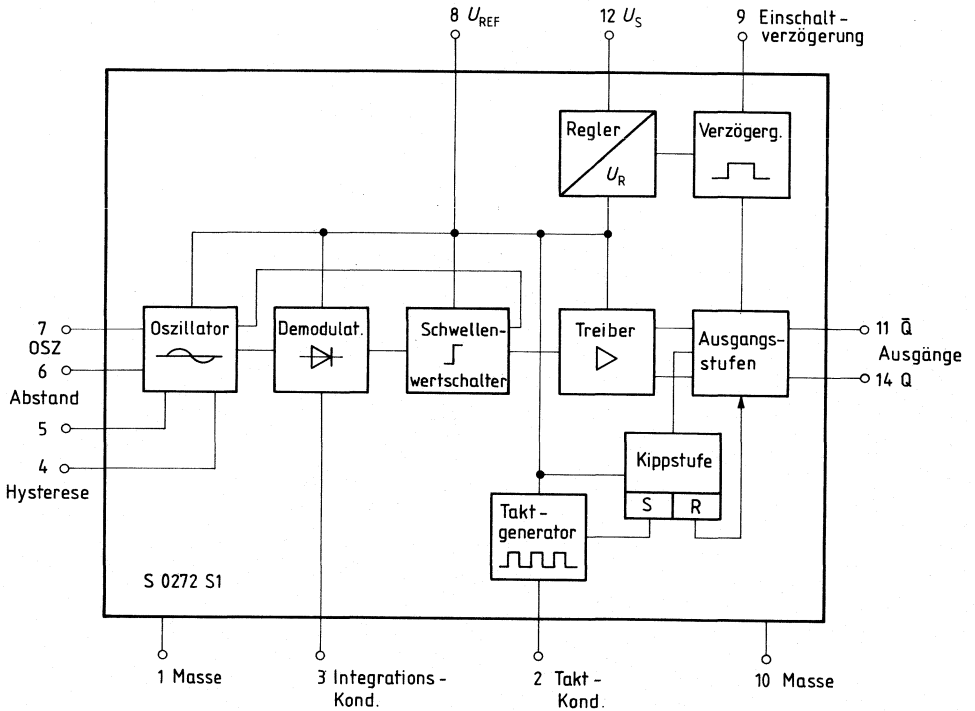 8 U_REF
12 U_S
9 Einschalt-
verzögerung
Regler
U_R
Verzögerg.
7
OSZ
6
Abstand
5
4
Hysterese
Oszillator
Demodulat.
Schwellen-
wertschalter
Treiber
Ausgangs-
stufen
11 Q̅
Ausgänge
14 Q
Kippstufe
S R
Takt-
generator
S 0272 S1
1 Masse
3 Integrations-
Kond.
2 Takt-
Kond.
10 Masse